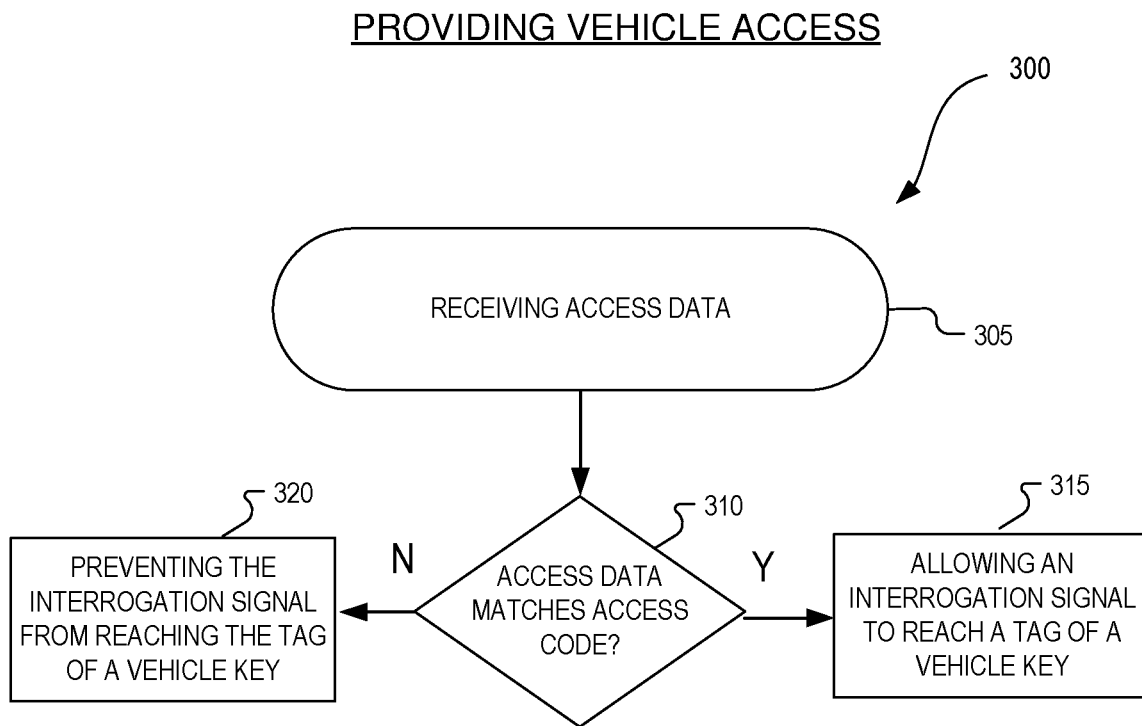 PROVIDING VEHICLE ACCESS
300
RECEIVING ACCESS DATA
305
320
310
315
PREVENTING THE
INTERROGATION SIGNAL
FROM REACHING THE TAG
OF A VEHICLE KEY
N
ACCESS DATA
MATCHES ACCESS
CODE?
Y
ALLOWING AN
INTERROGATION SIGNAL
TO REACH A TAG OF A
VEHICLE KEY